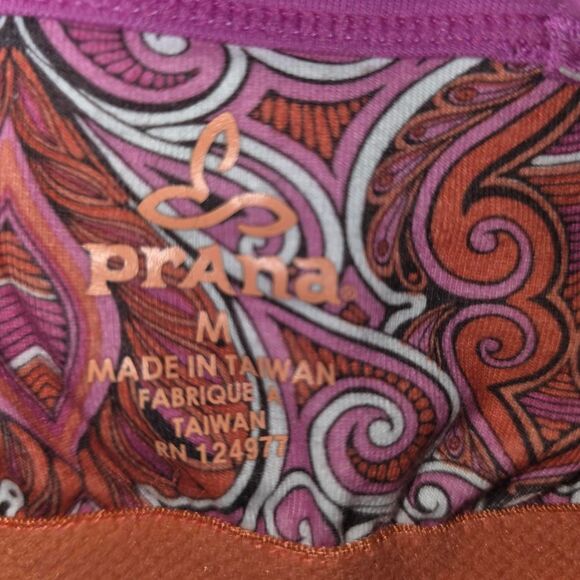 prAna
M
MADE IN TAIWAN
FABRIQUE A
TAIWAN
RN 124977